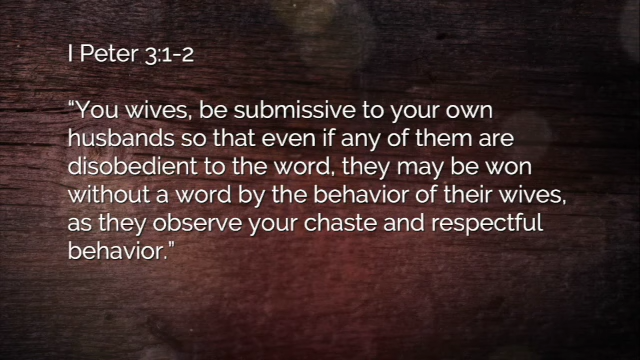 I Peter 3:1-2
“You wives, be submissive to your own
husbands so that even if any of them are
disobedient to the word, they may be won
without a word by the behavior of their wives,
as they observe your chaste and respectful
behavior.”